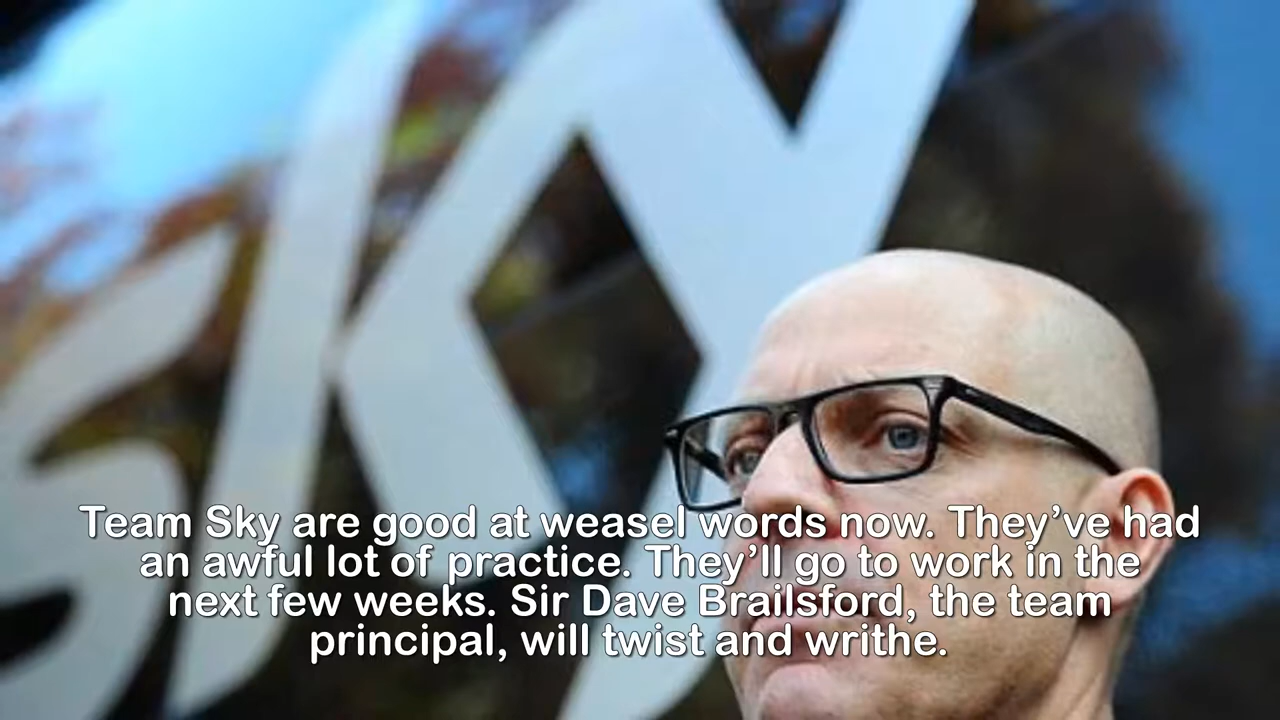 SKY
Team Sky are good at weasel words now. They’ve had
an awful lot of practice. They’ll go to work in the
next few weeks. Sir Dave Brailsford, the team
principal, will twist and writhe.